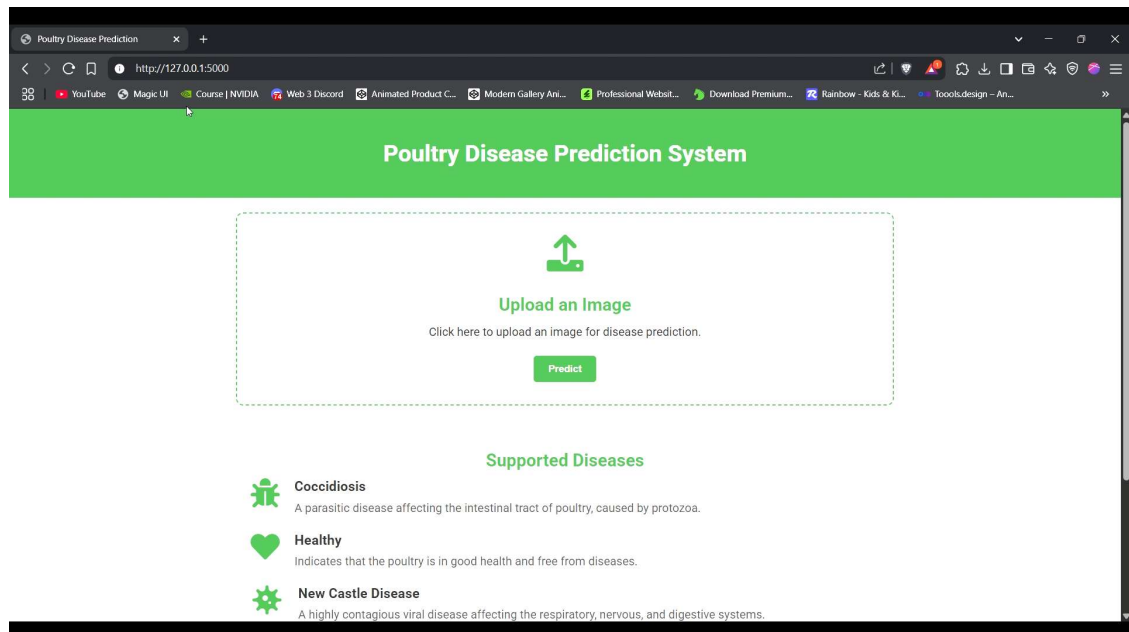 Poultry Disease Prediction
http://127.0.0.1:5000
YouTube Magic UI Course | NVIDIA Web 3 Discord Animated Product C... Modern Gallery Ani... Professional Websit... Download Premium... Rainbow - Kids & Ki... Toools.design – An...
Poultry Disease Prediction System
Upload an Image
Click here to upload an image for disease prediction.
Predict
Supported Diseases
Coccidiosis
A parasitic disease affecting the intestinal tract of poultry, caused by protozoa.
Healthy
Indicates that the poultry is in good health and free from diseases.
New Castle Disease
A highly contagious viral disease affecting the respiratory, nervous, and digestive systems.